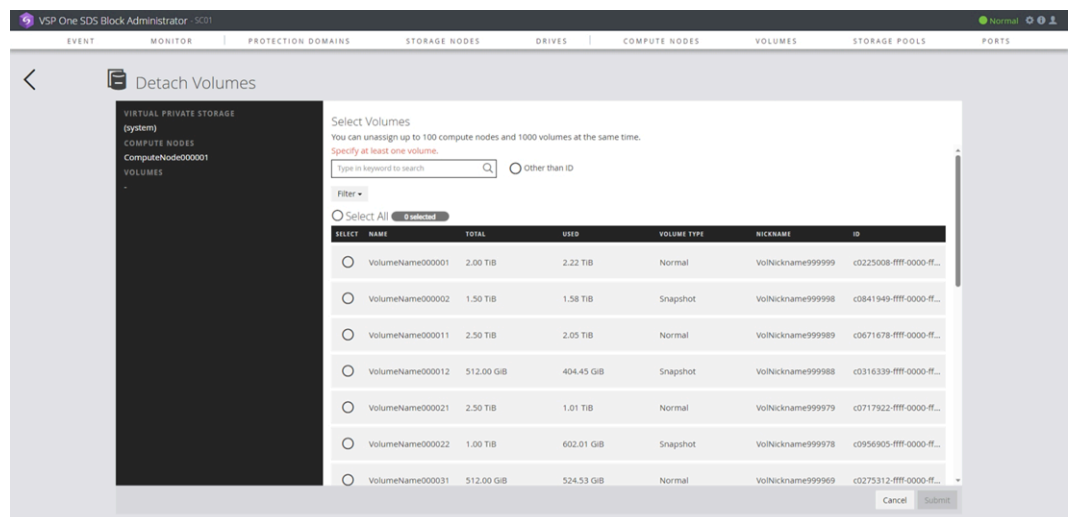 VSP One SDS Block Administrator - SC01 Normal
EVENT MONITOR PROTECTION DOMAINS STORAGE NODES DRIVES COMPUTE NODES VOLUMES STORAGE POOLS PORTS
Detach Volumes
VIRTUAL PRIVATE STORAGE
(system)
COMPUTE NODES
ComputeNode000001
VOLUMES
-
Select Volumes
You can unassign up to 100 compute nodes and 1000 volumes at the same time.
Specify at least one volume.
Type in keyword to search Other than ID
Filter
Select All 0 selected
SELECT NAME TOTAL USED VOLUME TYPE NICKNAME ID
VolumeName000001 2.00 TiB 2.22 TiB Normal VolNickname999999 c0225008-ffff-0000-ff...
VolumeName000002 1.50 TiB 1.58 TiB Snapshot VolNickname999998 c0841949-ffff-0000-ff...
VolumeName000011 2.50 TiB 2.05 TiB Normal VolNickname999989 c0671678-ffff-0000-ff...
VolumeName000012 512.00 GiB 404.45 GiB Snapshot VolNickname999988 c0316339-ffff-0000-ff...
VolumeName000021 2.50 TiB 1.01 TiB Normal VolNickname999979 c0717922-ffff-0000-ff...
VolumeName000022 1.00 TiB 602.01 GiB Snapshot VolNickname999978 c0956905-ffff-0000-ff...
VolumeName000031 512.00 GiB 524.53 GiB Normal VolNickname999969 c0275312-ffff-0000-ff...
Cancel Submit